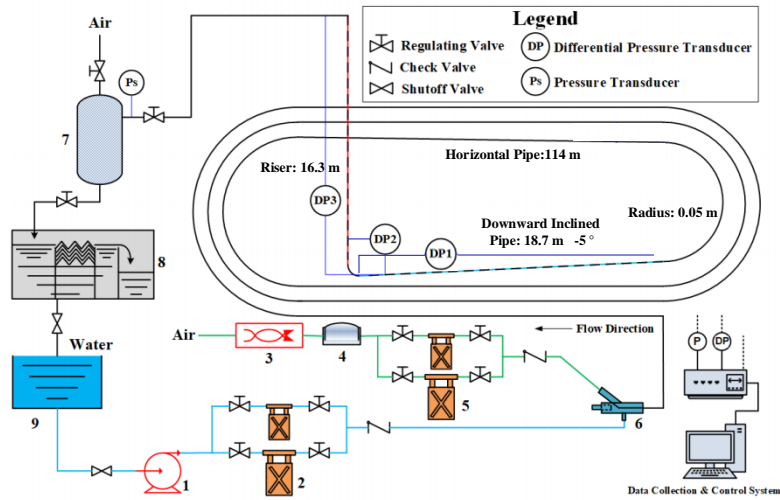 Legend
Regulating Valve
DP Differential Pressure Transducer
Check Valve
Ps Pressure Transducer
Shutoff Valve
Air
Ps
7
Horizontal Pipe:114 m
Riser: 16.3 m
DP3
Radius: 0.05 m
Downward Inclined
Pipe: 18.7 m -5 °
DP2
DP1
8
Air
3
4
Flow Direction
P
DP
Water
5
6
9
1
2
Data Collection & Control System